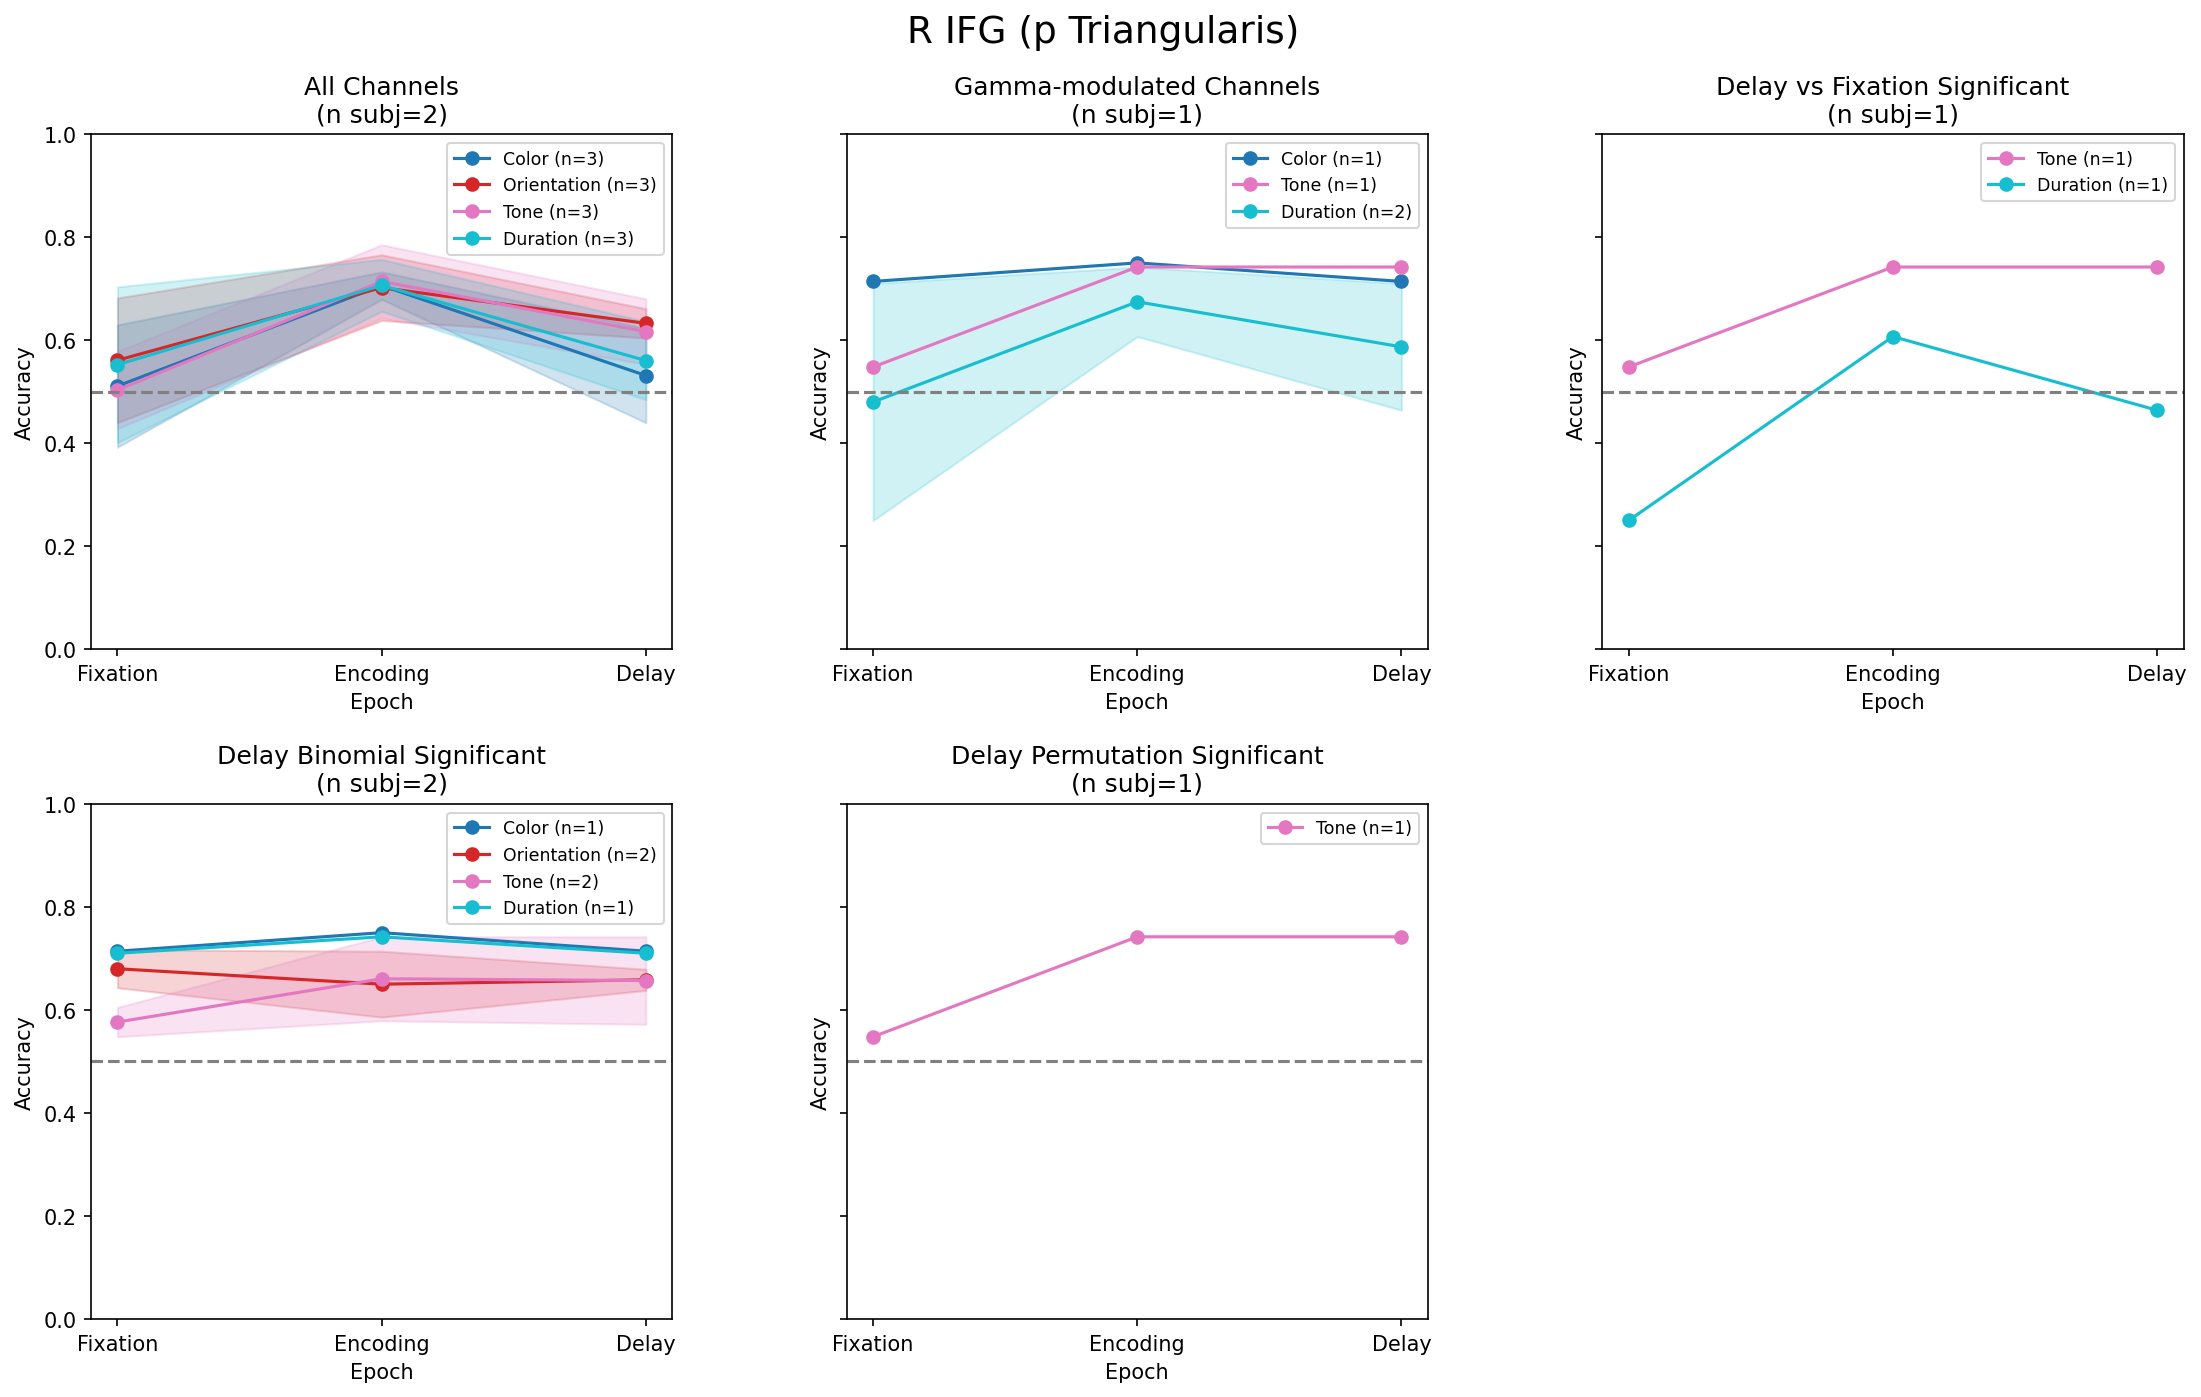 R IFG (p Triangularis)
All Channels
(n subj=2)
Color (n=3)
Orientation (n=3)
Tone (n=3)
Duration (n=3)
1.0
0.8
0.6
0.4
0.2
0.0
Accuracy
Fixation
Encoding
Delay
Epoch
Gamma-modulated Channels
(n subj=1)
Color (n=1)
Tone (n=1)
Duration (n=2)
Accuracy
Fixation
Encoding
Delay
Epoch
Delay vs Fixation Significant
(n subj=1)
Tone (n=1)
Duration (n=1)
Accuracy
Fixation
Encoding
Delay
Epoch
Delay Binomial Significant
(n subj=2)
Color (n=1)
Orientation (n=2)
Tone (n=2)
Duration (n=1)
1.0
0.8
0.6
0.4
0.2
0.0
Accuracy
Fixation
Encoding
Delay
Epoch
Delay Permutation Significant
(n subj=1)
Tone (n=1)
Accuracy
Fixation
Encoding
Delay
Epoch